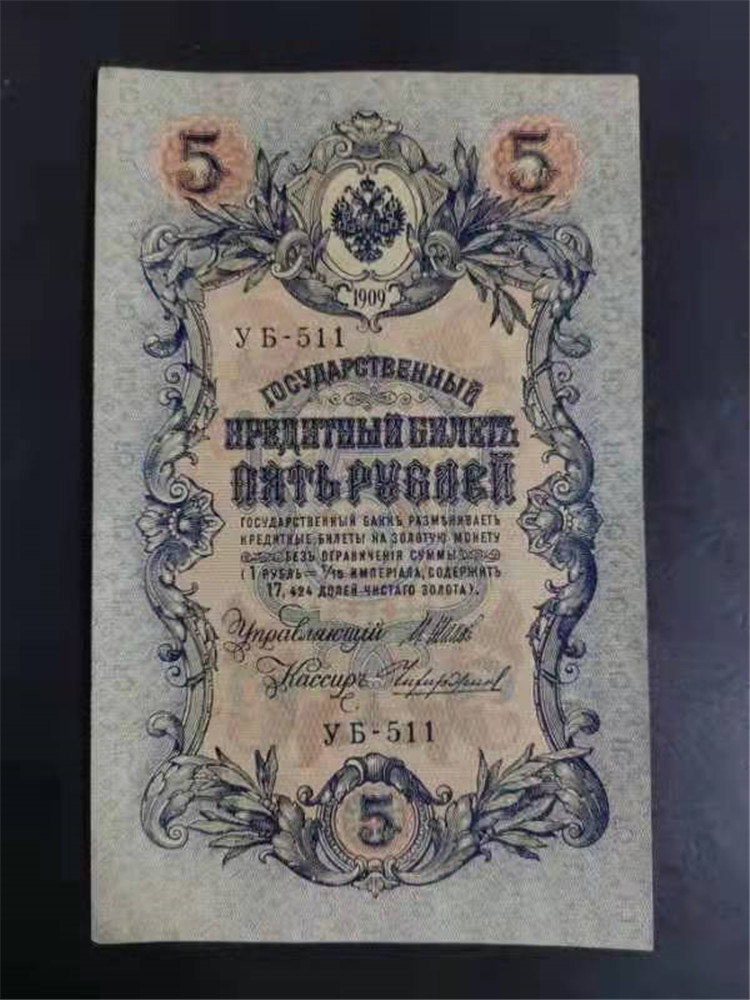 5 5
1909
УБ-511
ГОСУДАРСТВЕННЫЙ
КРЕДИТНЫЙ БИЛЕТЪ
ПЯТЬ РУБЛЕЙ
ГОСУДАРСТВЕННЫЙ БАНКЪ РАЗМѢНИВАЕТЪ
КРЕДИТНЫЕ БИЛЕТЫ НА ЗОЛОТУЮ МОНЕТУ
БЕЗЪ ОГРАНИЧЕНІЯ СУММЫ
(1 РУБЛЬ = 1/15 ИМПЕРІАЛА, СОДЕРЖИТЪ
17,424 ДОЛЕЙ ЧИСТАГО ЗОЛОТА).
Управляющій
Кассиръ
УБ-511
5